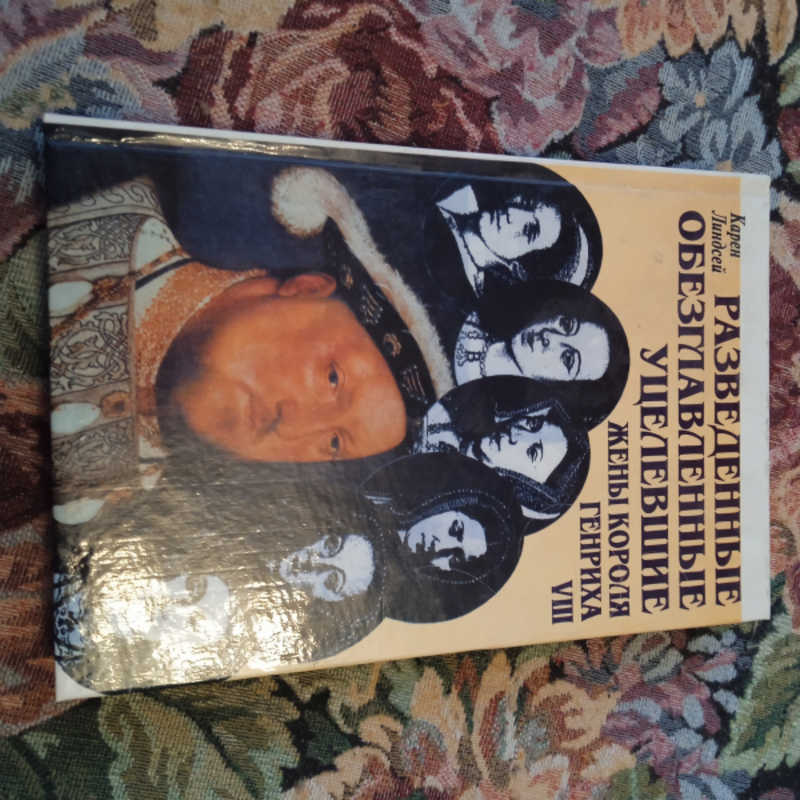 Карен
Линдсей
РАЗВЕДЕННЫЕ
ОБЕЗГЛАВЛЕННЫЕ
УЦЕЛЕВШИЕ
ЖЕНЫ КОРОЛЯ
ГЕНРИХА VIII